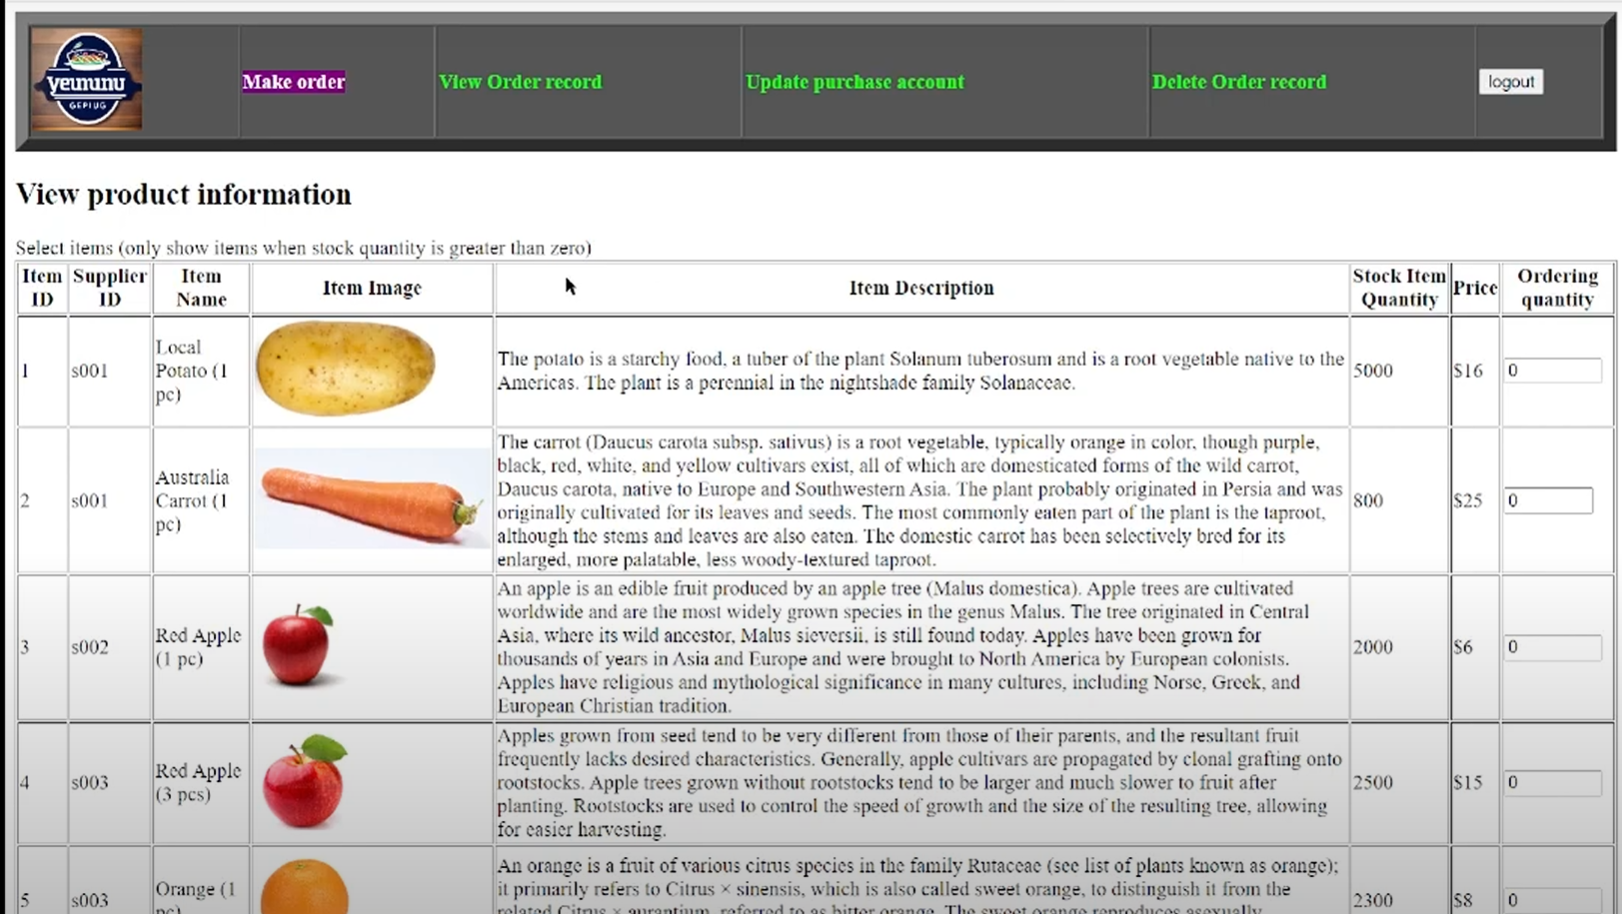 yeununu
GEPIUG
Make order
View Order record
Update purchase account
Delete Order record
logout
View product information
Select items (only show items when stock quantity is greater than zero)
Item ID
Supplier ID
Item Name
Item Image
Item Description
Stock Item Quantity
Price
Ordering quantity
1
s001
Local
Potato (1
pc)
The potato is a starchy food, a tuber of the plant Solanum tuberosum and is a root vegetable native to the
Americas. The plant is a perennial in the nightshade family Solanaceae.
5000
$16
0
2
s001
Australia
Carrot (1
pc)
The carrot (Daucus carota subsp. sativus) is a root vegetable, typically orange in color, though purple,
black, red, white, and yellow cultivars exist, all of which are domesticated forms of the wild carrot,
Daucus carota, native to Europe and Southwestern Asia. The plant probably originated in Persia and was
originally cultivated for its leaves and seeds. The most commonly eaten part of the plant is the taproot,
although the stems and leaves are also eaten. The domestic carrot has been selectively bred for its
enlarged, more palatable, less woody-textured taproot.
800
$25
0
3
s002
Red Apple
(1 pc)
An apple is an edible fruit produced by an apple tree (Malus domestica). Apple trees are cultivated
worldwide and are the most widely grown species in the genus Malus. The tree originated in Central
Asia, where its wild ancestor, Malus sieversii, is still found today. Apples have been grown for
thousands of years in Asia and Europe and were brought to North America by European colonists.
Apples have religious and mythological significance in many cultures, including Norse, Greek, and
European Christian tradition.
2000
$6
0
4
s003
Red Apple
(3 pcs)
Apples grown from seed tend to be very different from those of their parents, and the resultant fruit
frequently lacks desired characteristics. Generally, apple cultivars are propagated by clonal grafting onto
rootstocks. Apple trees grown without rootstocks tend to be larger and much slower to fruit after
planting. Rootstocks are used to control the speed of growth and the size of the resulting tree, allowing
for easier harvesting.
2500
$15
0
5
s003
Orange (1
pc)
An orange is a fruit of various citrus species in the family Rutaceae (see list of plants known as orange);
it primarily refers to Citrus × sinensis, which is also called sweet orange, to distinguish it from the
related Citrus × aurantium, referred to as bitter orange. The sweet orange reproduces asexually
2300
$8
0